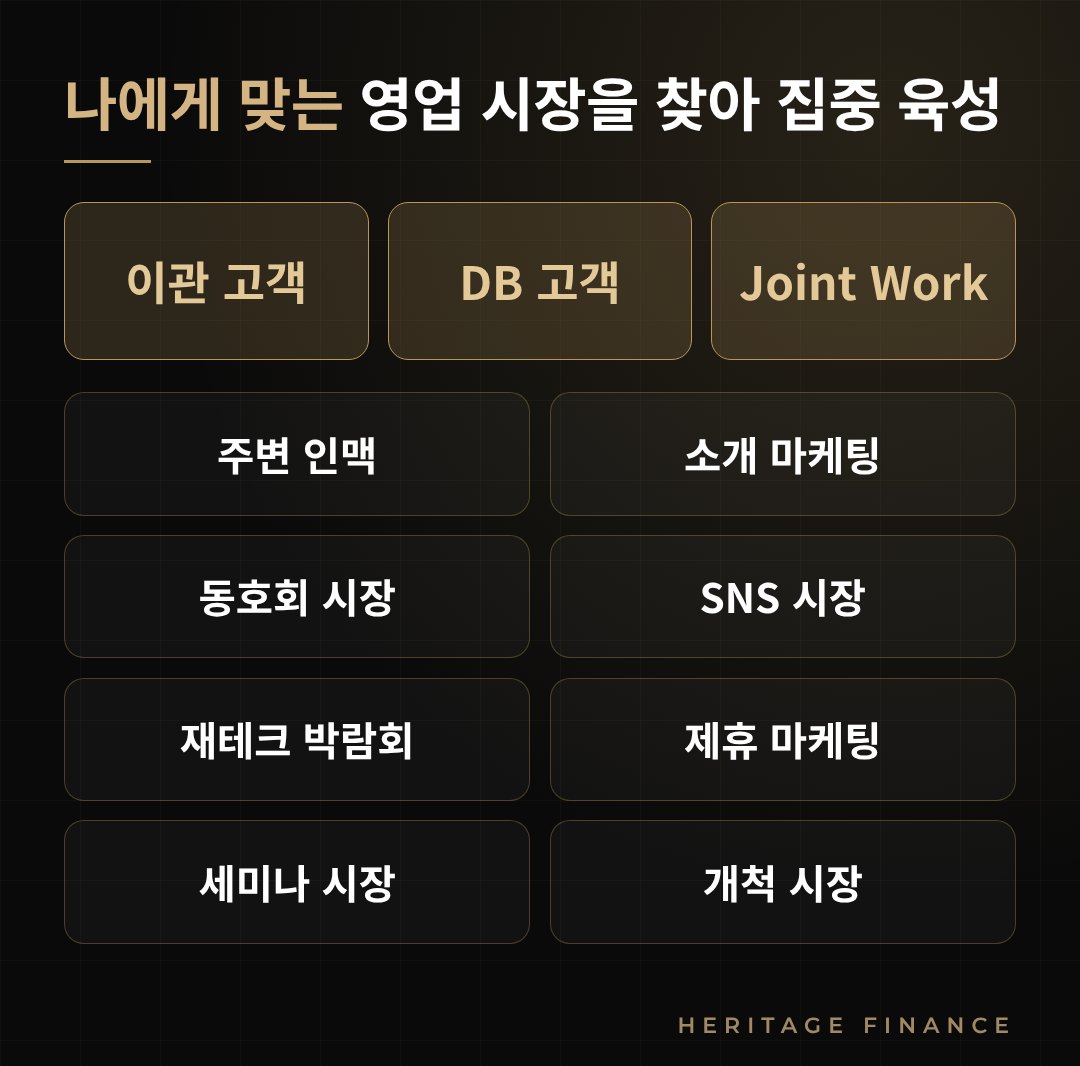 나에게 맞는 영업 시장을 찾아 집중 육성
이관 고객
DB 고객
Joint Work
주변 인맥
소개 마케팅
동호회 시장
SNS 시장
재테크 박람회
제휴 마케팅
세미나 시장
개척 시장
HERITAGE FINANCE